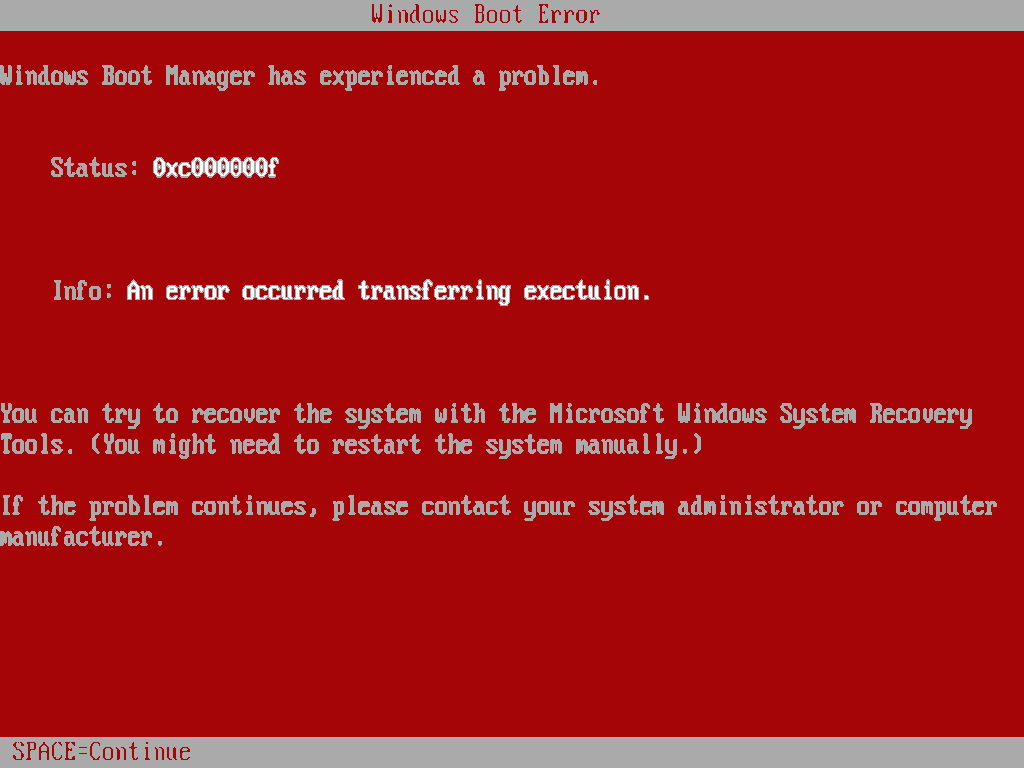 Windows Boot Error
Windows Boot Manager has experienced a problem.
Status: 0xc000000f
Info: An error occurred transferring exectuion.
You can try to recover the system with the Microsoft Windows System Recovery
Tools. (You might need to restart the system manually.)
If the problem continues, please contact your system administrator or computer
manufacturer.
SPACE=Continue